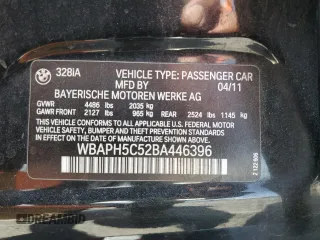 328iA VEHICLE TYPE: PASSENGER CAR
MFD BY 04/11
BAYERISCHE MOTOREN WERKE AG
GVWR 4486 lbs 2035 kg
GAWR FRONT 2127 lbs 965 kg REAR 2524 lbs 1145 kg
THIS VEHICLE CONFORMS TO ALL APPLICABLE
U.S. FEDERAL MOTOR VEHICLE SAFETY, BUMPER,
AND THEFT PREVENTION STANDARDS IN EFFECT
ON THE DATE OF MANUFACTURE SHOWN ABOVE.
WBAPH5C52BA446396